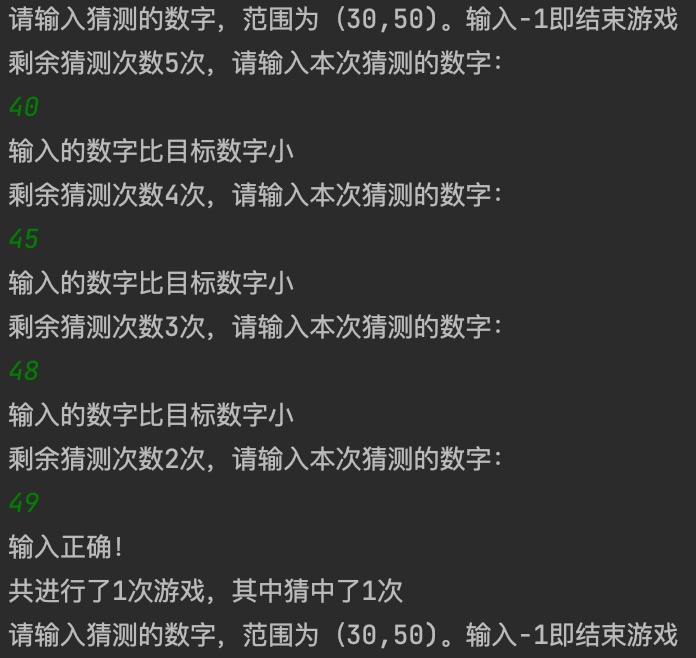 请输入猜测的数字，范围为（30,50）。输入-1即结束游戏
剩余猜测次数5次，请输入本次猜测的数字：
40
输入的数字比目标数字小
剩余猜测次数4次，请输入本次猜测的数字：
45
输入的数字比目标数字小
剩余猜测次数3次，请输入本次猜测的数字：
48
输入的数字比目标数字小
剩余猜测次数2次，请输入本次猜测的数字：
49
输入正确！
共进行了1次游戏，其中猜中了1次
请输入猜测的数字，范围为（30,50）。输入-1即结束游戏